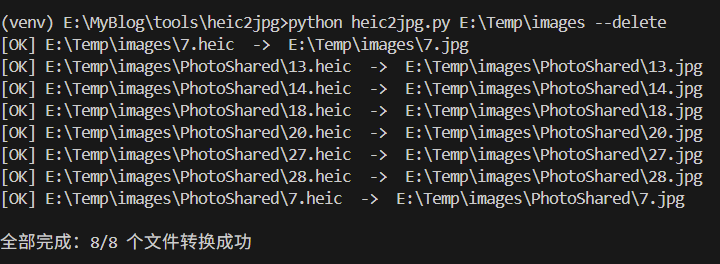 (venv) E:\MyBlog\tools\heic2jpg>python heic2jpg.py E:\Temp\images --delete
[OK] E:\Temp\images\7.heic  ->  E:\Temp\images\7.jpg
[OK] E:\Temp\images\PhotoShared\13.heic  ->  E:\Temp\images\PhotoShared\13.jpg
[OK] E:\Temp\images\PhotoShared\14.heic  ->  E:\Temp\images\PhotoShared\14.jpg
[OK] E:\Temp\images\PhotoShared\18.heic  ->  E:\Temp\images\PhotoShared\18.jpg
[OK] E:\Temp\images\PhotoShared\20.heic  ->  E:\Temp\images\PhotoShared\20.jpg
[OK] E:\Temp\images\PhotoShared\27.heic  ->  E:\Temp\images\PhotoShared\27.jpg
[OK] E:\Temp\images\PhotoShared\28.heic  ->  E:\Temp\images\PhotoShared\28.jpg
[OK] E:\Temp\images\PhotoShared\7.heic  ->  E:\Temp\images\PhotoShared\7.jpg
全部完成：8/8 个文件转换成功